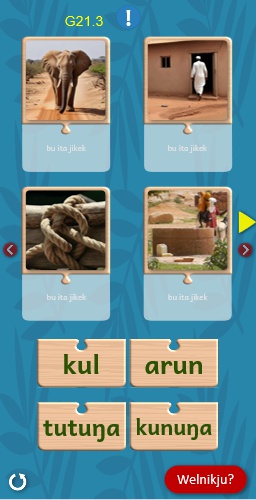 G21.3
!
bu ita jikek
bu ita jikek
bu ita jikek
bu ita jikek
kul
arun
tutuŋa
kunuŋa
Welnikju?